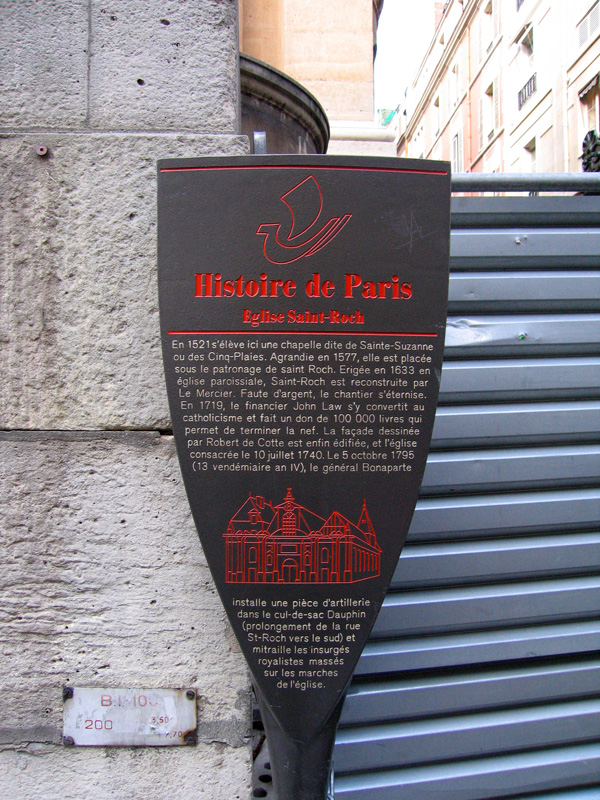 Histoire de Paris
Eglise Saint-Roch
En 1521 s'élève ici une chapelle dite de Sainte-Suzanne
ou des Cinq-Plaies. Agrandie en 1577, elle est placée
sous le patronage de saint Roch. Erigée en 1633 en
église paroissiale, Saint-Roch est reconstruite par
Le Mercier. Faute d'argent, le chantier s'éternise.
En 1719, le financier John Law s'y convertit au
catholicisme et fait un don de 100 000 livres qui
permet de terminer la nef. La façade dessinée
par Robert de Cotte est enfin édifiée, et l'église
consacrée le 10 juillet 1740. Le 5 octobre 1795
(13 vendémiaire an IV), le général Bonaparte
installe une pièce d'artillerie
dans le cul-de-sac Dauphin
(prolongement de la rue
St-Roch vers le sud) et
mitraille les insurgés
royalistes massés
sur les marches
de l'église.
200